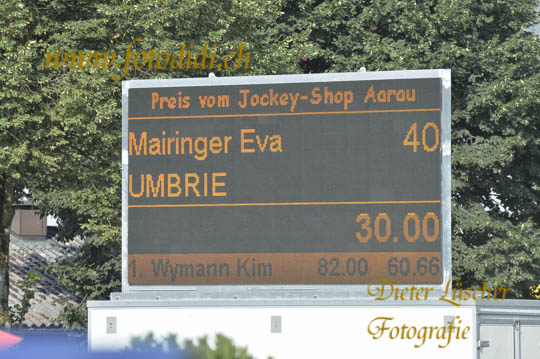 www.fotodidi.ch
Preis vom Jockey-Shop Aarau
Mairinger Eva 40
UMBRIE
30.00
1. Wymann Kim 82.00 60.66
Dieter Lüscher
Fotografie